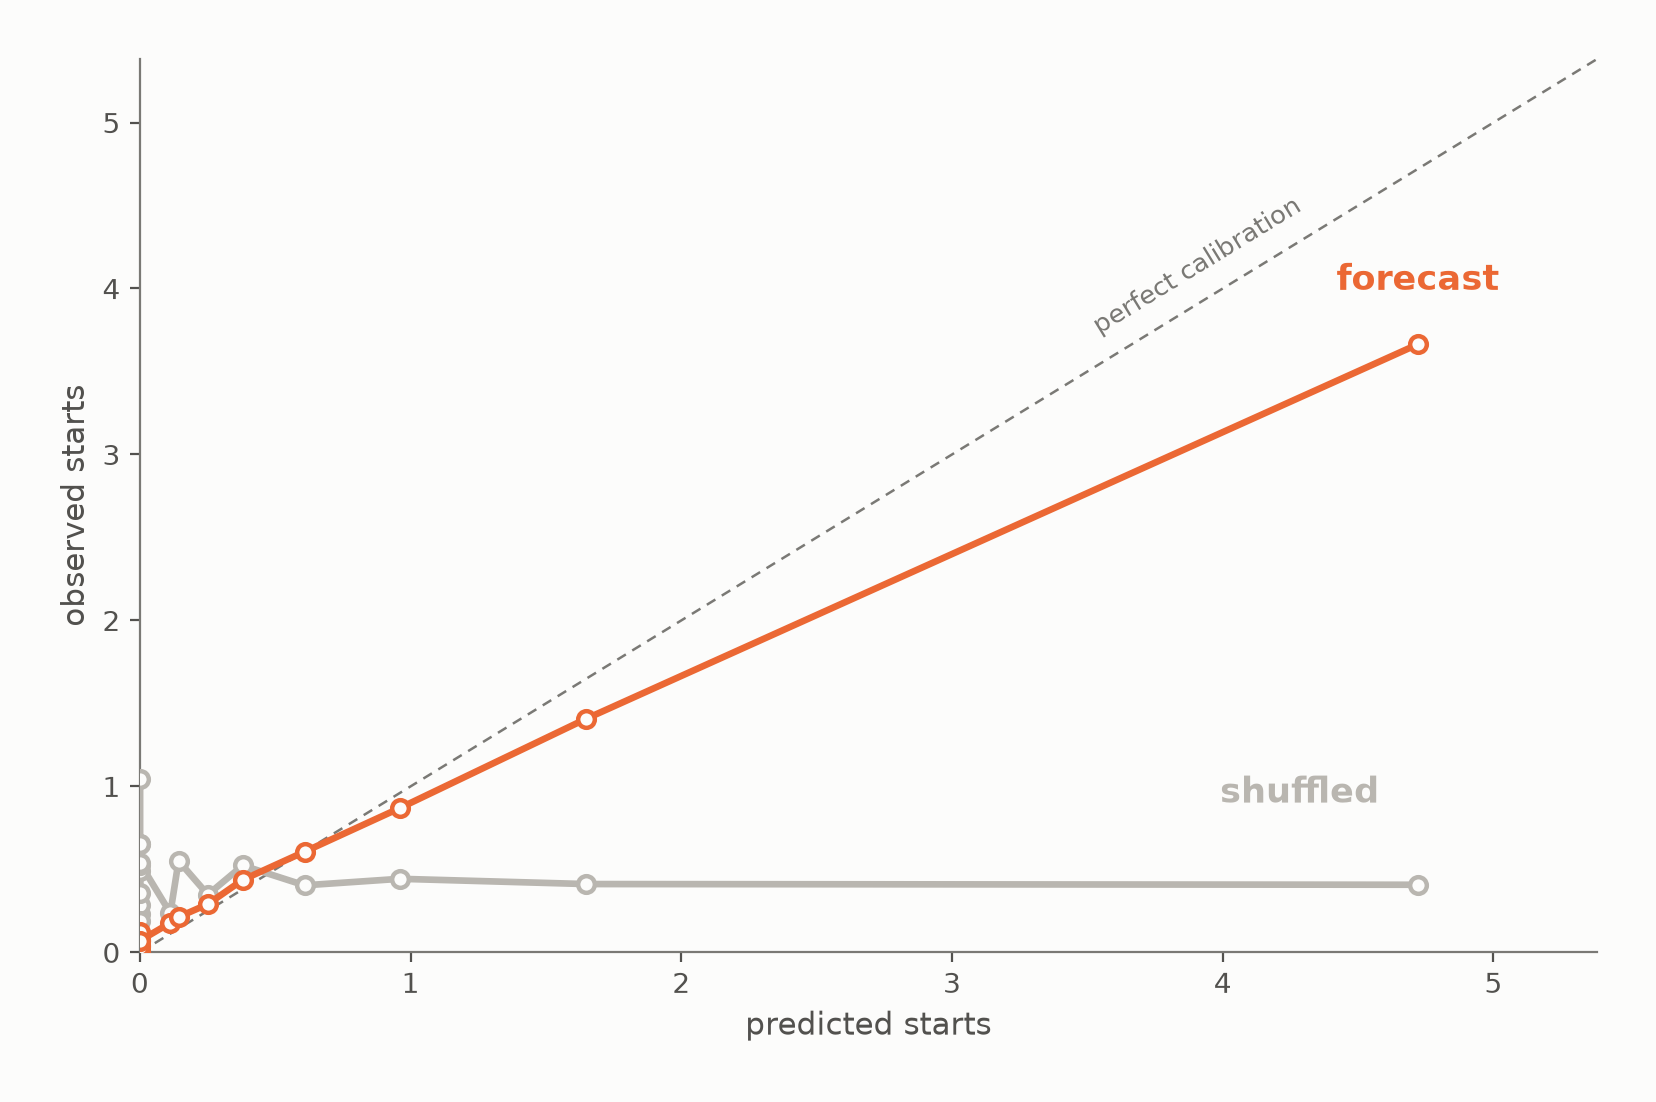 5
4
3
2
1
0
observed starts
perfect calibration
forecast
shuffled
0 1 2 3 4 5
predicted starts